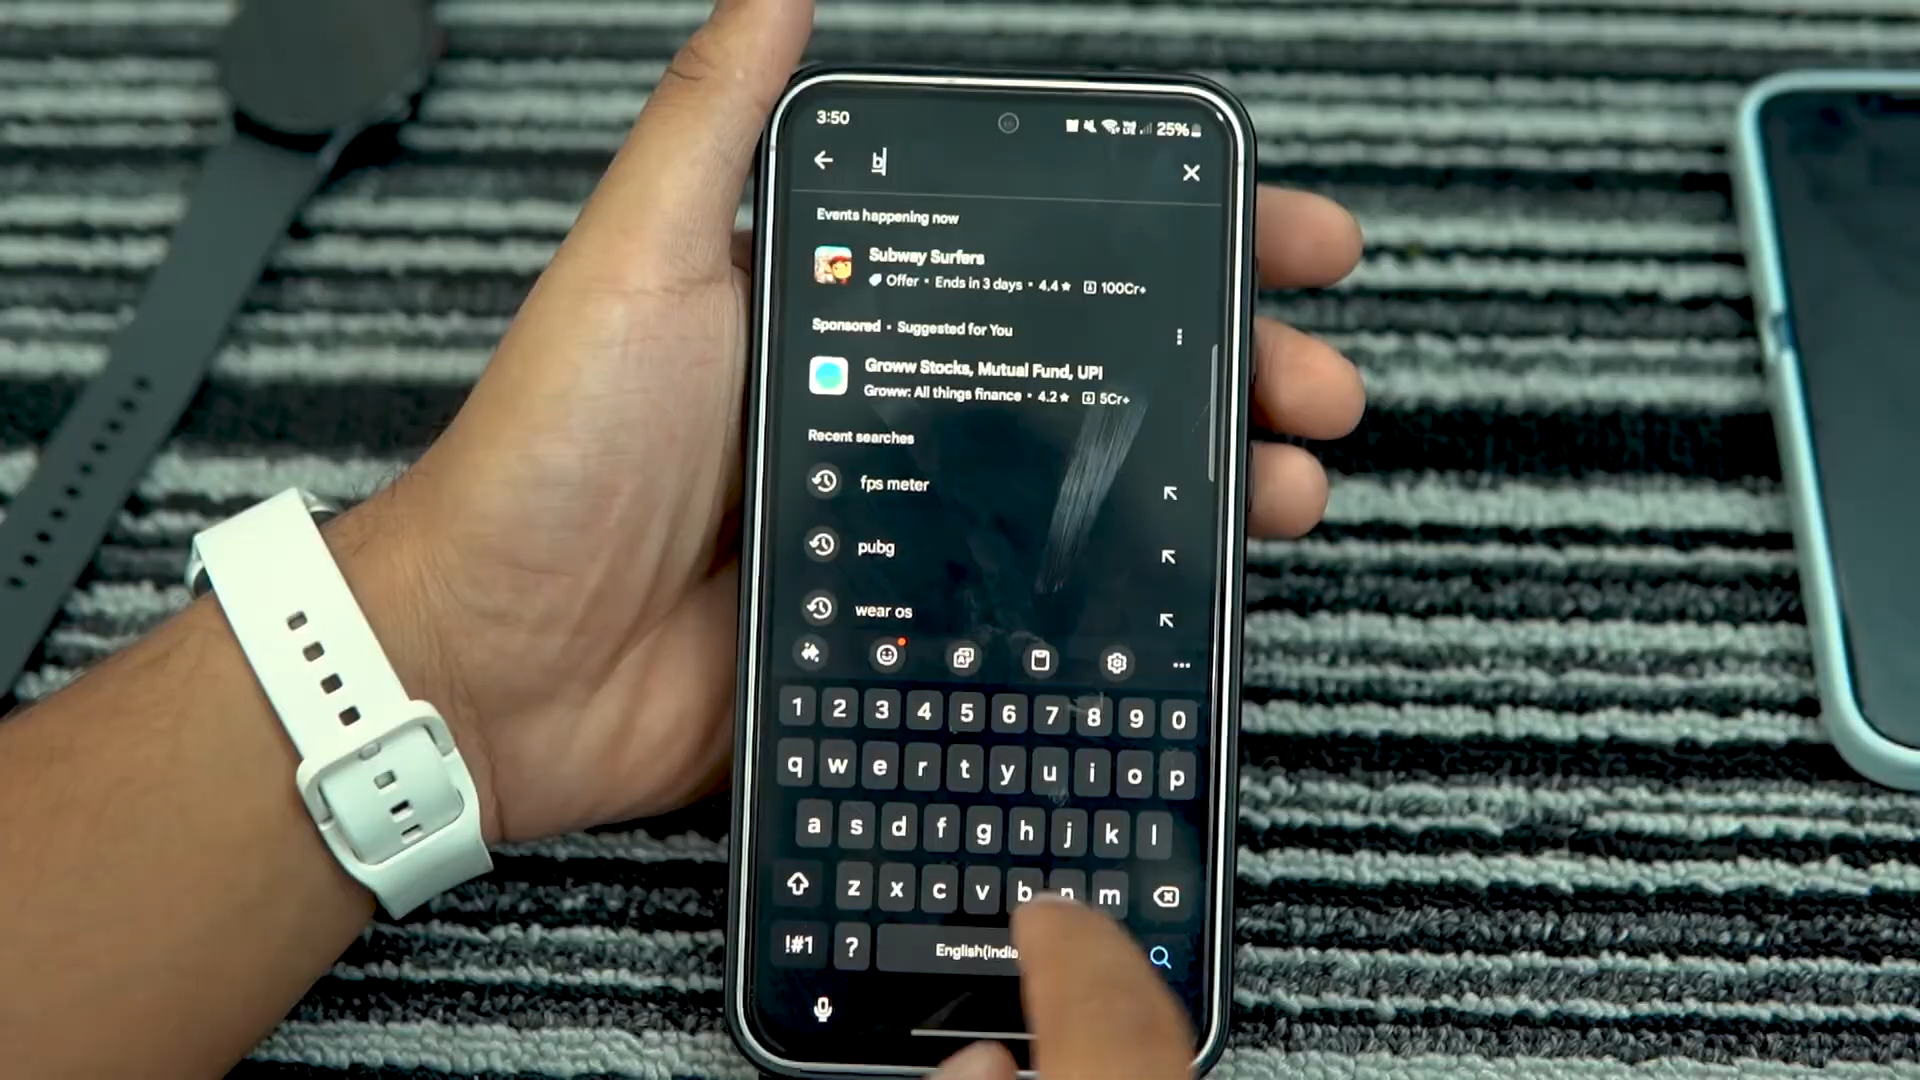 3:50
25%
b
Events happening now
Subway Surfers
Offer • Ends in 3 days • 4.4★ 100Cr+
Sponsored • Suggested for You
Groww Stocks, Mutual Fund, UPI
Groww: All things finance • 4.2★ 5Cr+
Recent searches
fps meter
pubg
wear os
1 2 3 4 5 6 7 8 9 0
q w e r t y u i o p
a s d f g h j k l
z x c v b n m
!#1 ? English(India